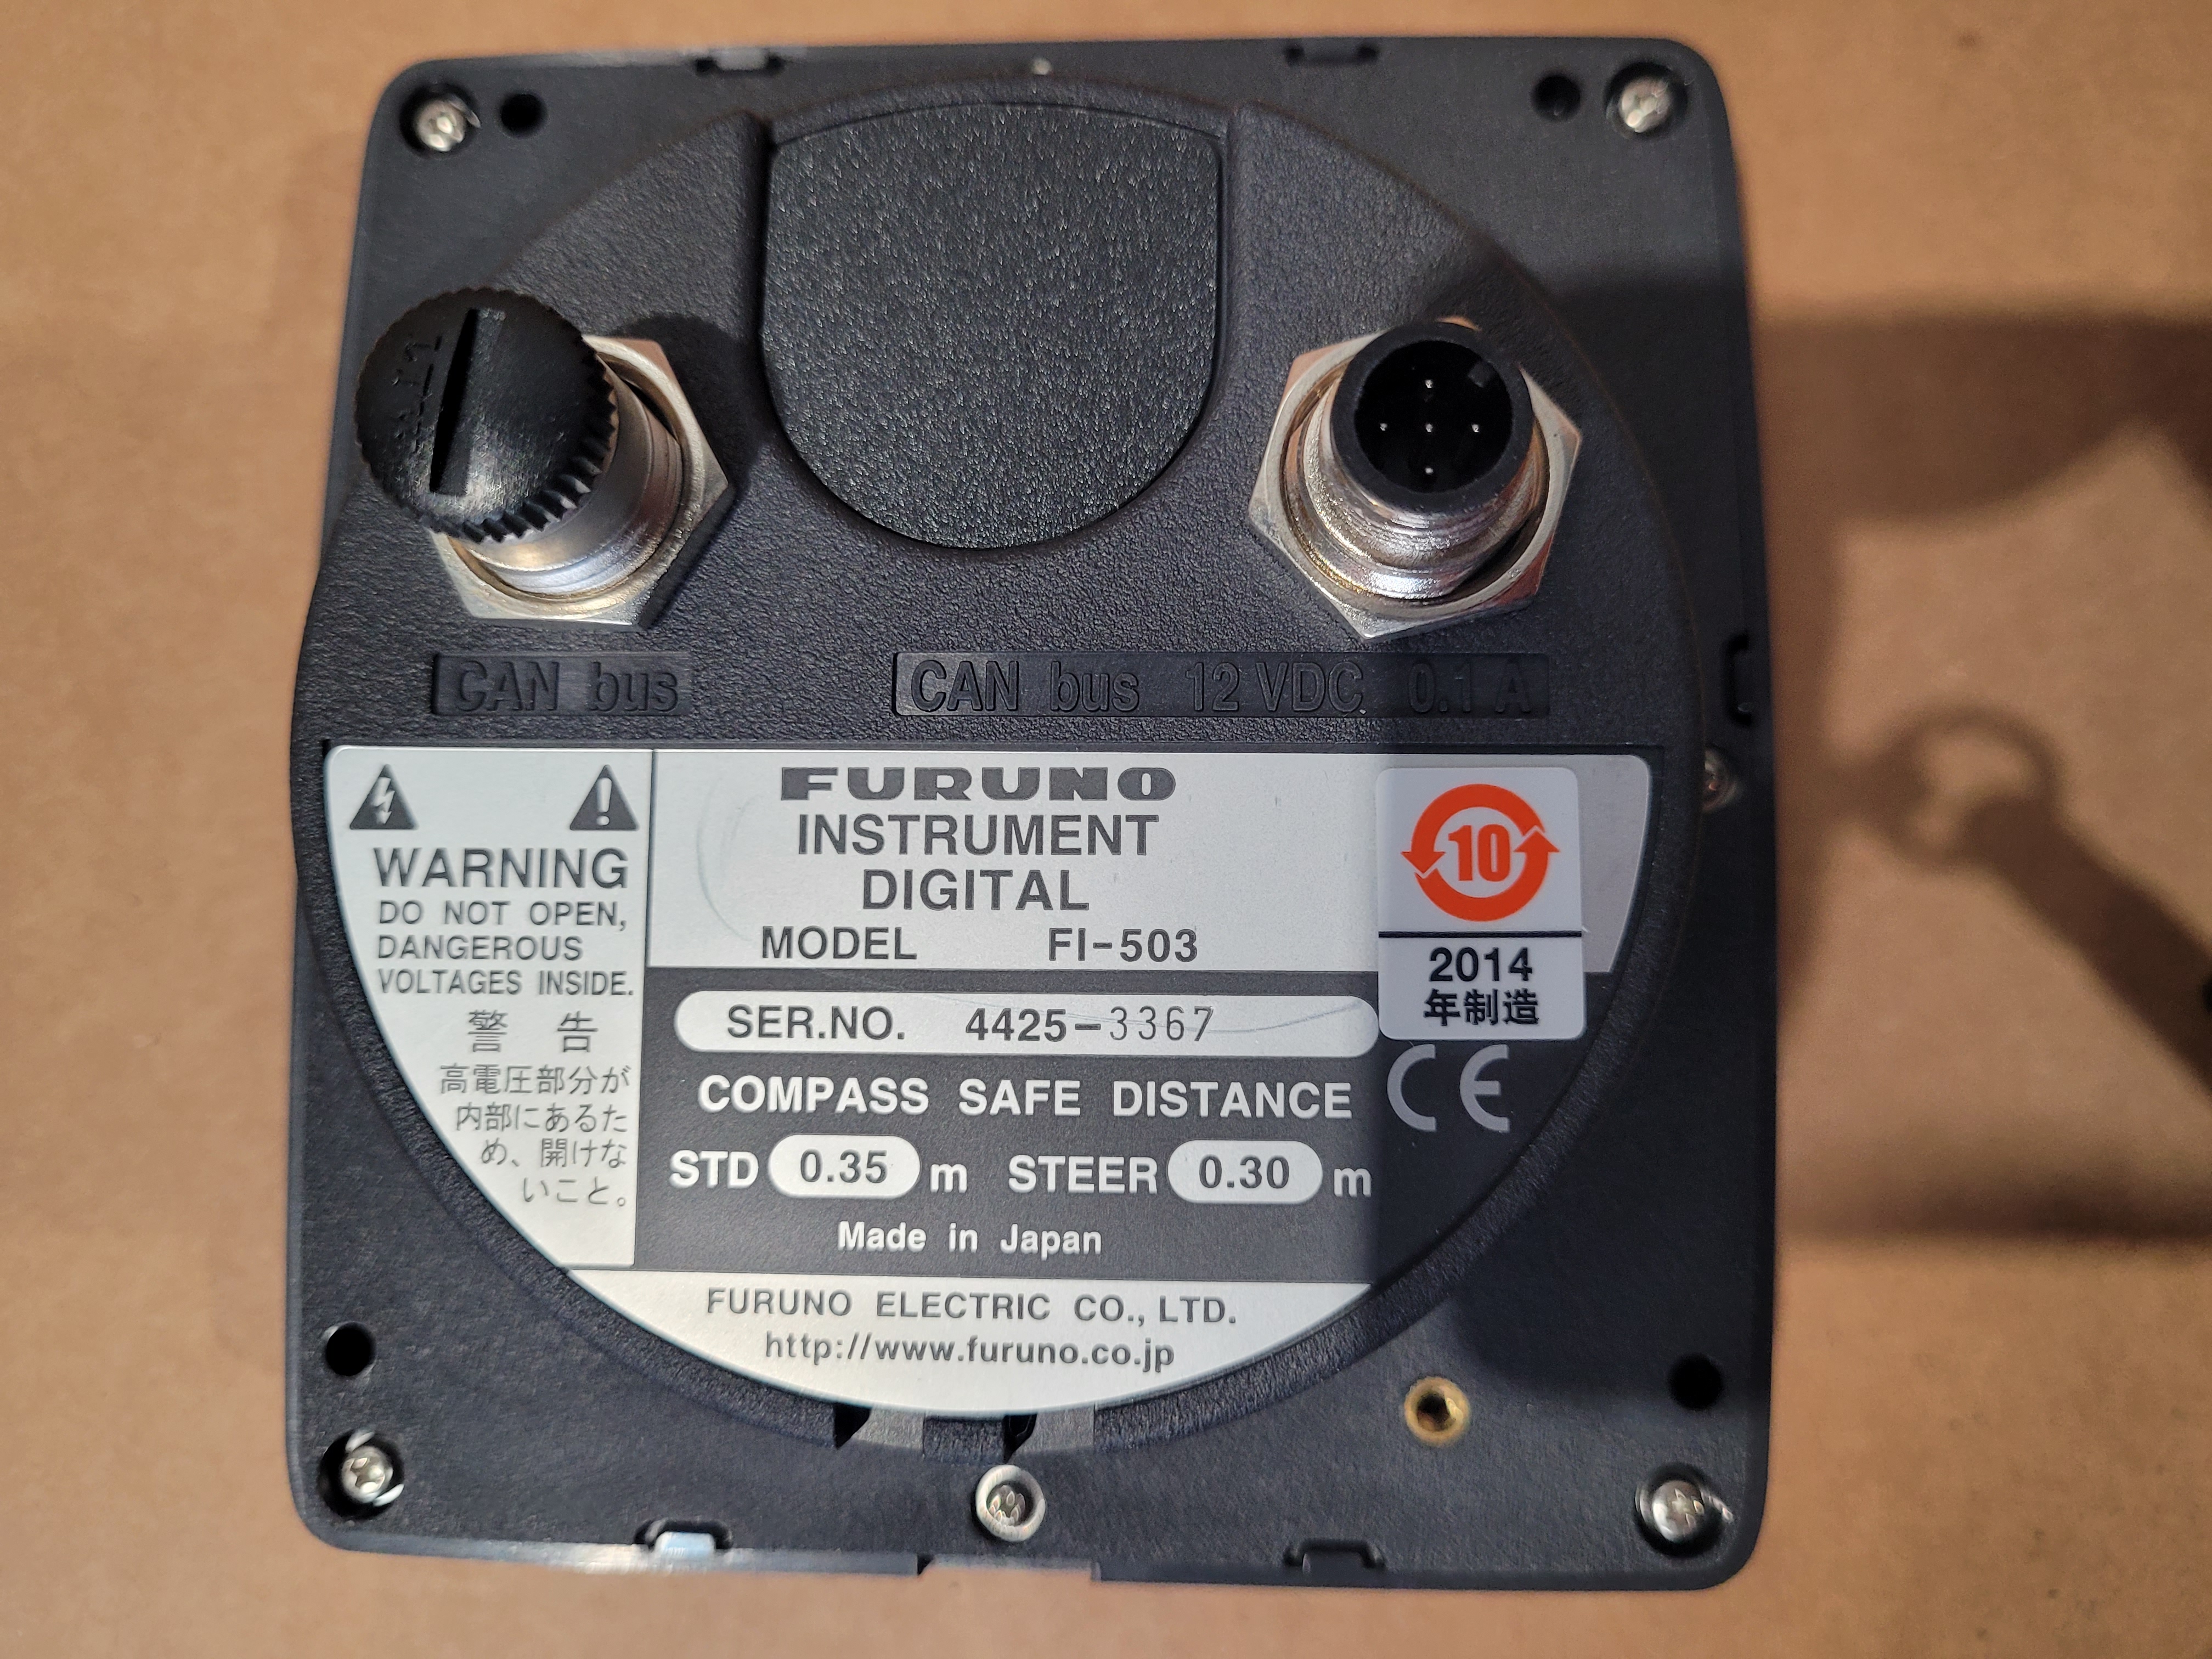 CAN bus
CAN bus 12 VDC 0.1 A
WARNING
DO NOT OPEN,
DANGEROUS
VOLTAGES INSIDE.
警 告
高電圧部分が
内部にあるた
め、開けな
いこと。
FURUNO
INSTRUMENT
DIGITAL
MODEL FI-503
10
2014
年制造
SER.NO. 4425-3367
CE
COMPASS SAFE DISTANCE
STD 0.35 m STEER 0.30 m
Made in Japan
FURUNO ELECTRIC CO., LTD.
http://www.furuno.co.jp